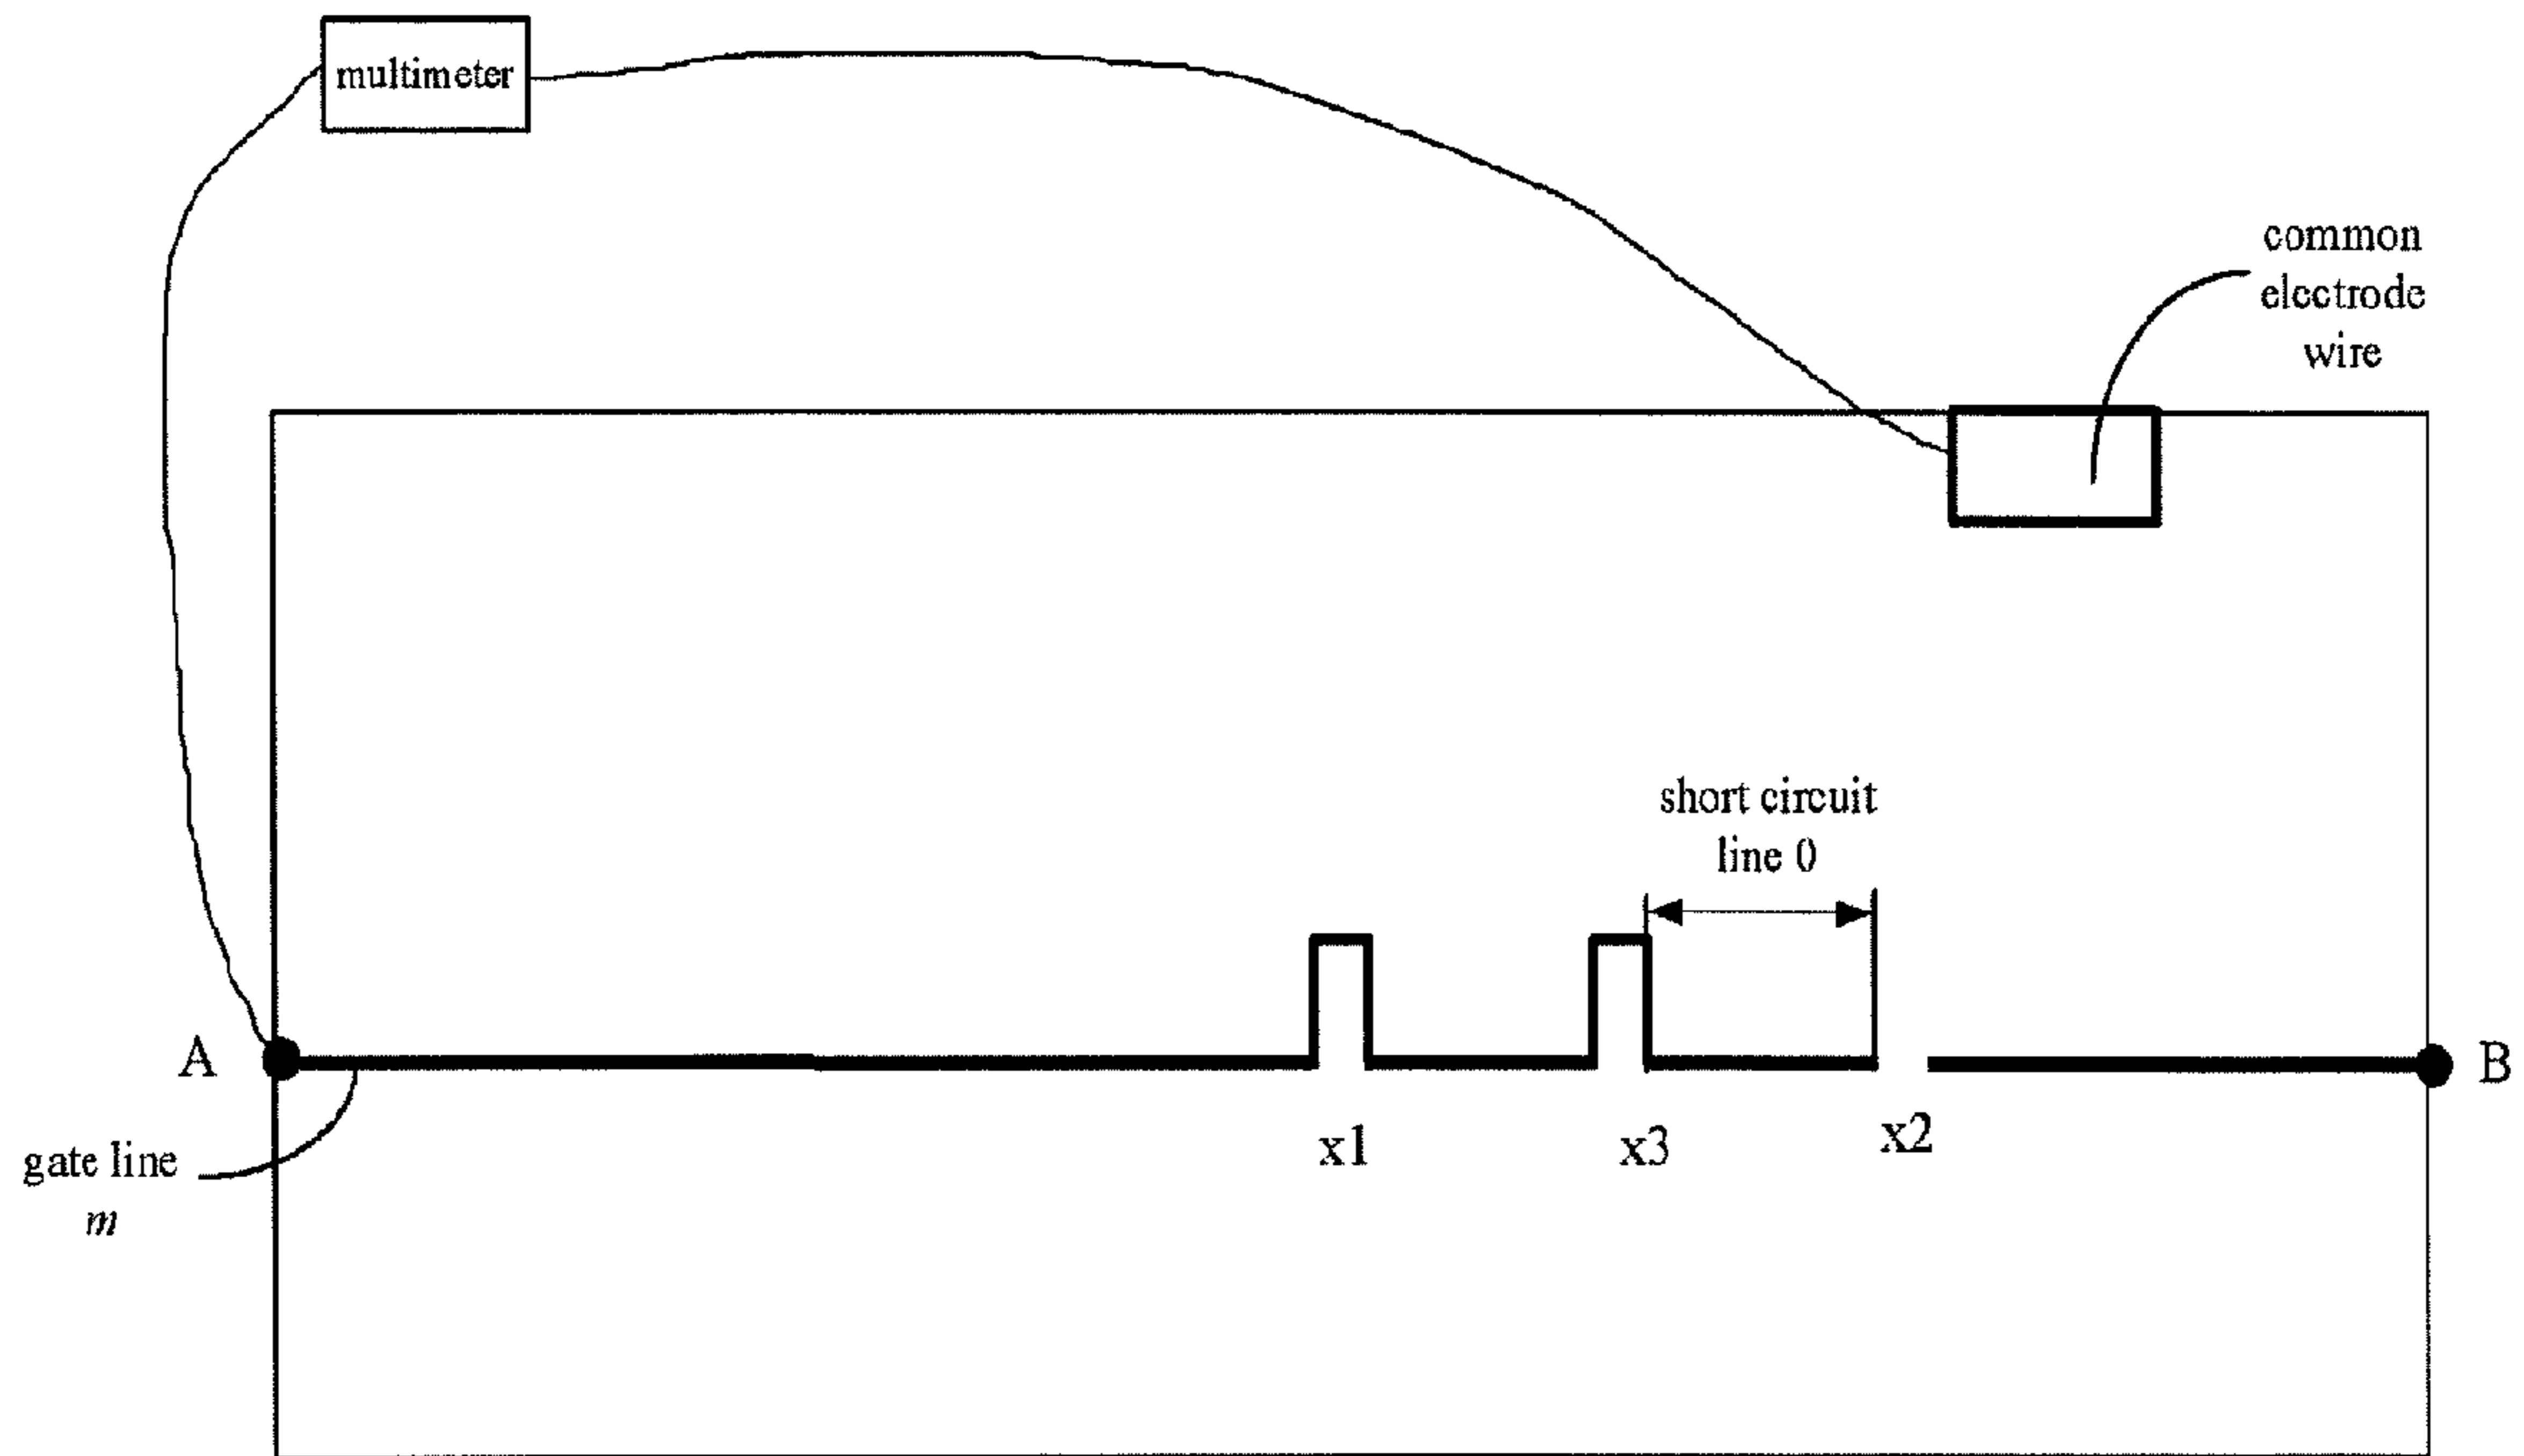 multimeter
common
electrode
wire
short circuit
line 0
A
B
gate line
m
x1
x3
x2